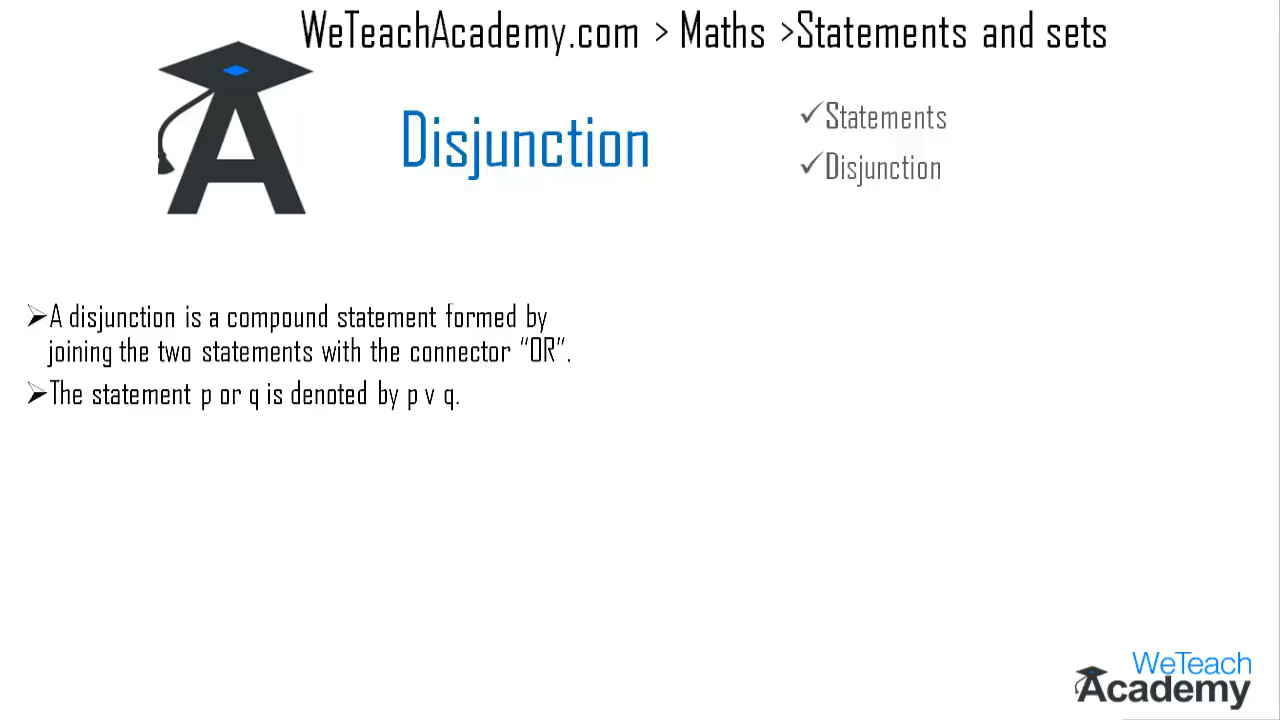 WeTeachAcademy.com > Maths >Statements and sets
Disjunction
✓Statements
✓Disjunction
➢A disjunction is a compound statement formed by
joining the two statements with the connector “OR”.
➢The statement p or q is denoted by p v q.
WeTeach
Academy